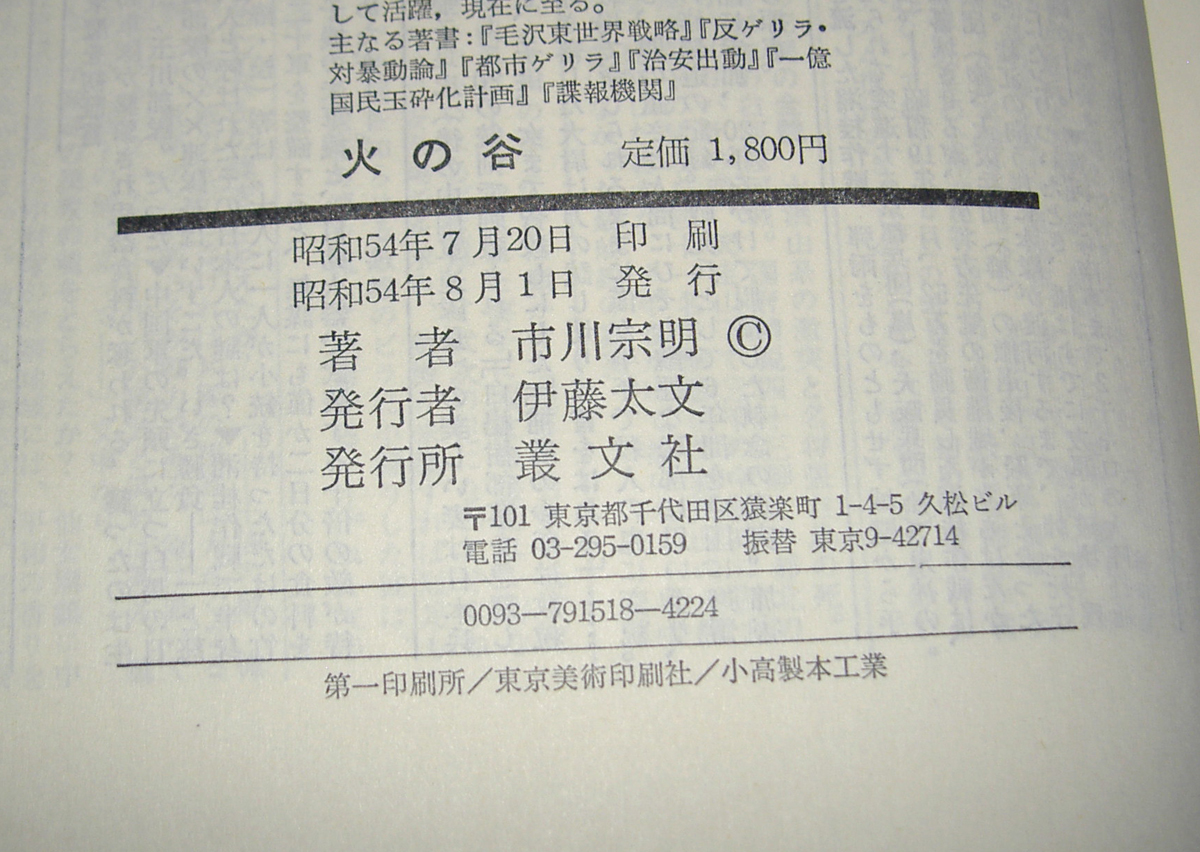 して活躍，現在に至る。
主なる著書：『毛沢東世界戦略』『反ゲリラ・
対暴動論』『都市ゲリラ』『治安出動』『一億
国民玉砕化計画』『諜報機関』
火の谷 定価 1,800円
昭和54年7月20日 印刷
昭和54年8月1日 発行
著者 市川宗明 ©
発行者 伊藤太文
発行所 叢文社
〒101 東京都千代田区猿楽町 1-4-5 久松ビル
電話 03-295-0159 振替 東京9-42714
0093—791518—4224
第一印刷所／東京美術印刷社／小高製本工業